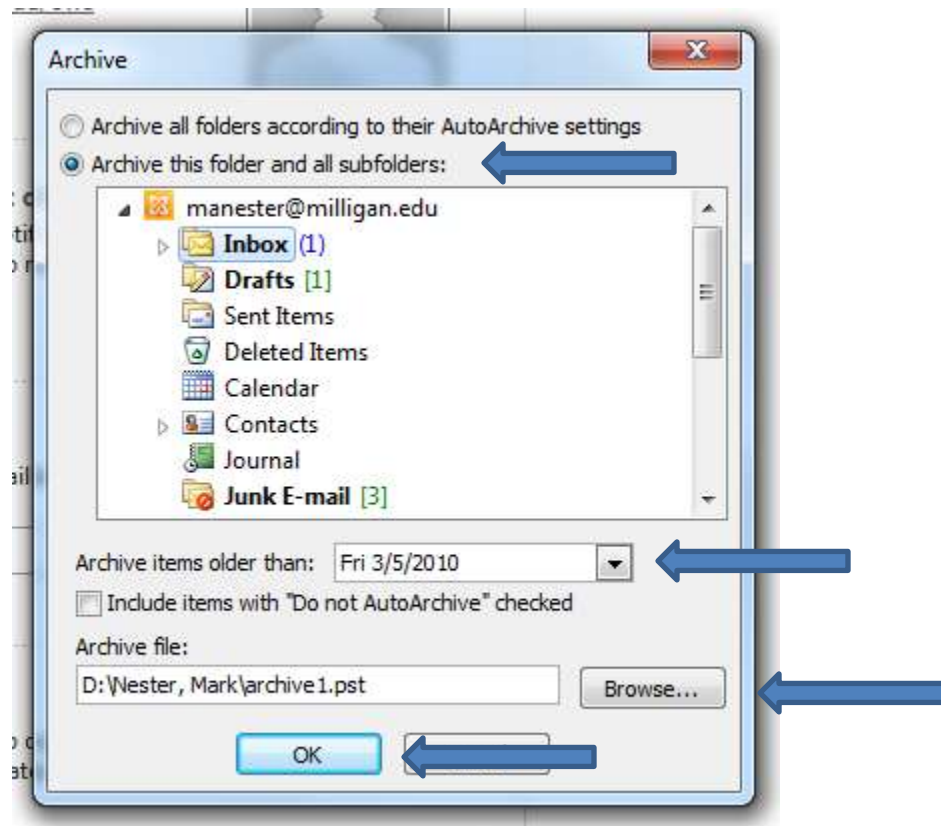 Archive
Archive all folders according to their AutoArchive settings
Archive this folder and all subfolders:
manester@milligan.edu
Inbox (1)
Drafts [1]
Sent Items
Deleted Items
Calendar
Contacts
Journal
Junk E-mail [3]
Archive items older than: Fri 3/5/2010
Include items with "Do not AutoArchive" checked
Archive file:
D:\Nester, Mark\archive1.pst Browse...
OK